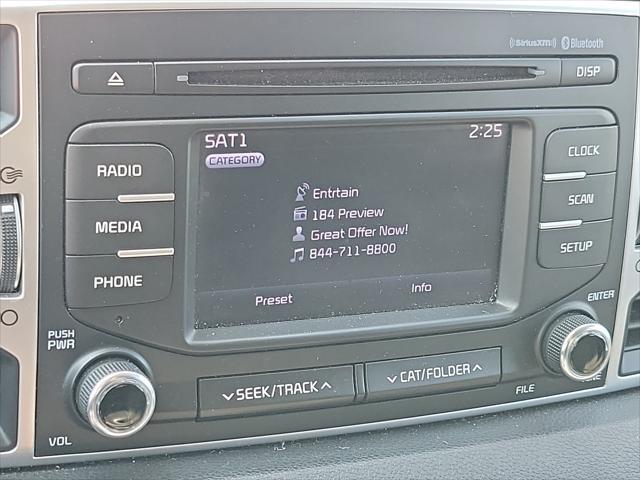 ((SiriusXM)) Bluetooth
DISP
SAT1 2:25
CATEGORY
Entrtain
184 Preview
Great Offer Now!
844-711-8800
Preset Info
RADIO
MEDIA
PHONE
CLOCK
SCAN
SETUP
PUSH
PWR
VOL
SEEK/TRACK
CAT/FOLDER
ENTER
FILE